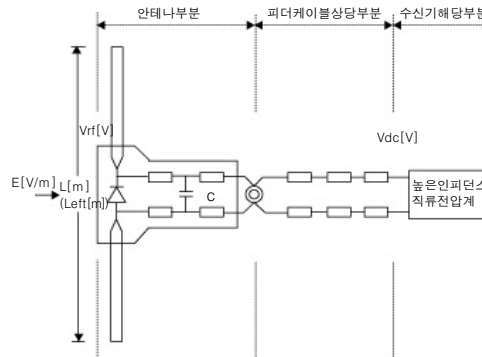 안테나부분
피더케이블상당부분
수신기해당부분
Vrf[V]
Vdc[V]
E[V/m]
L[m]
(Left[m])
C
높은인피던스
직류전압계